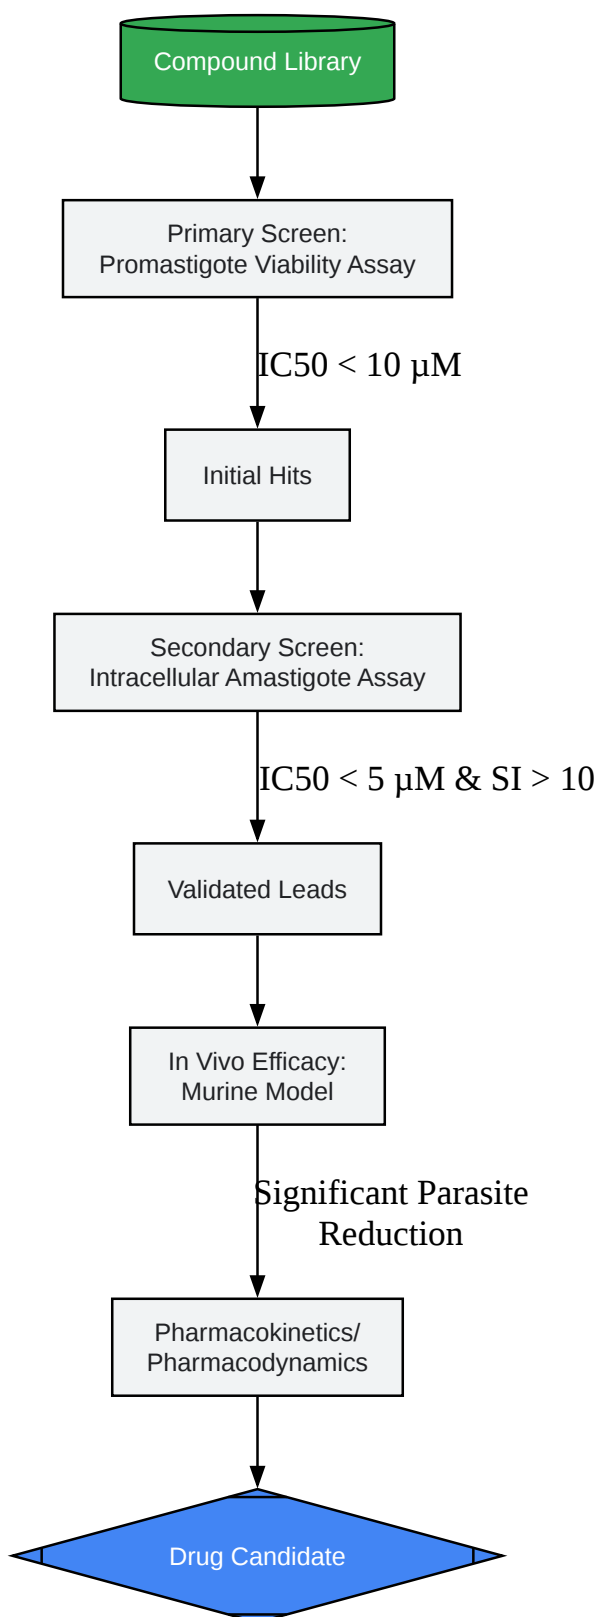 Compound Library
Primary Screen:
Promastigote Viability Assay
IC50 < 10 µM
Initial Hits
Secondary Screen:
Intracellular Amastigote Assay
IC50 < 5 µM & SI > 10
Validated Leads
In Vivo Efficacy:
Murine Model
Significant Parasite
Reduction
Pharmacokinetics/
Pharmacodynamics
Drug Candidate